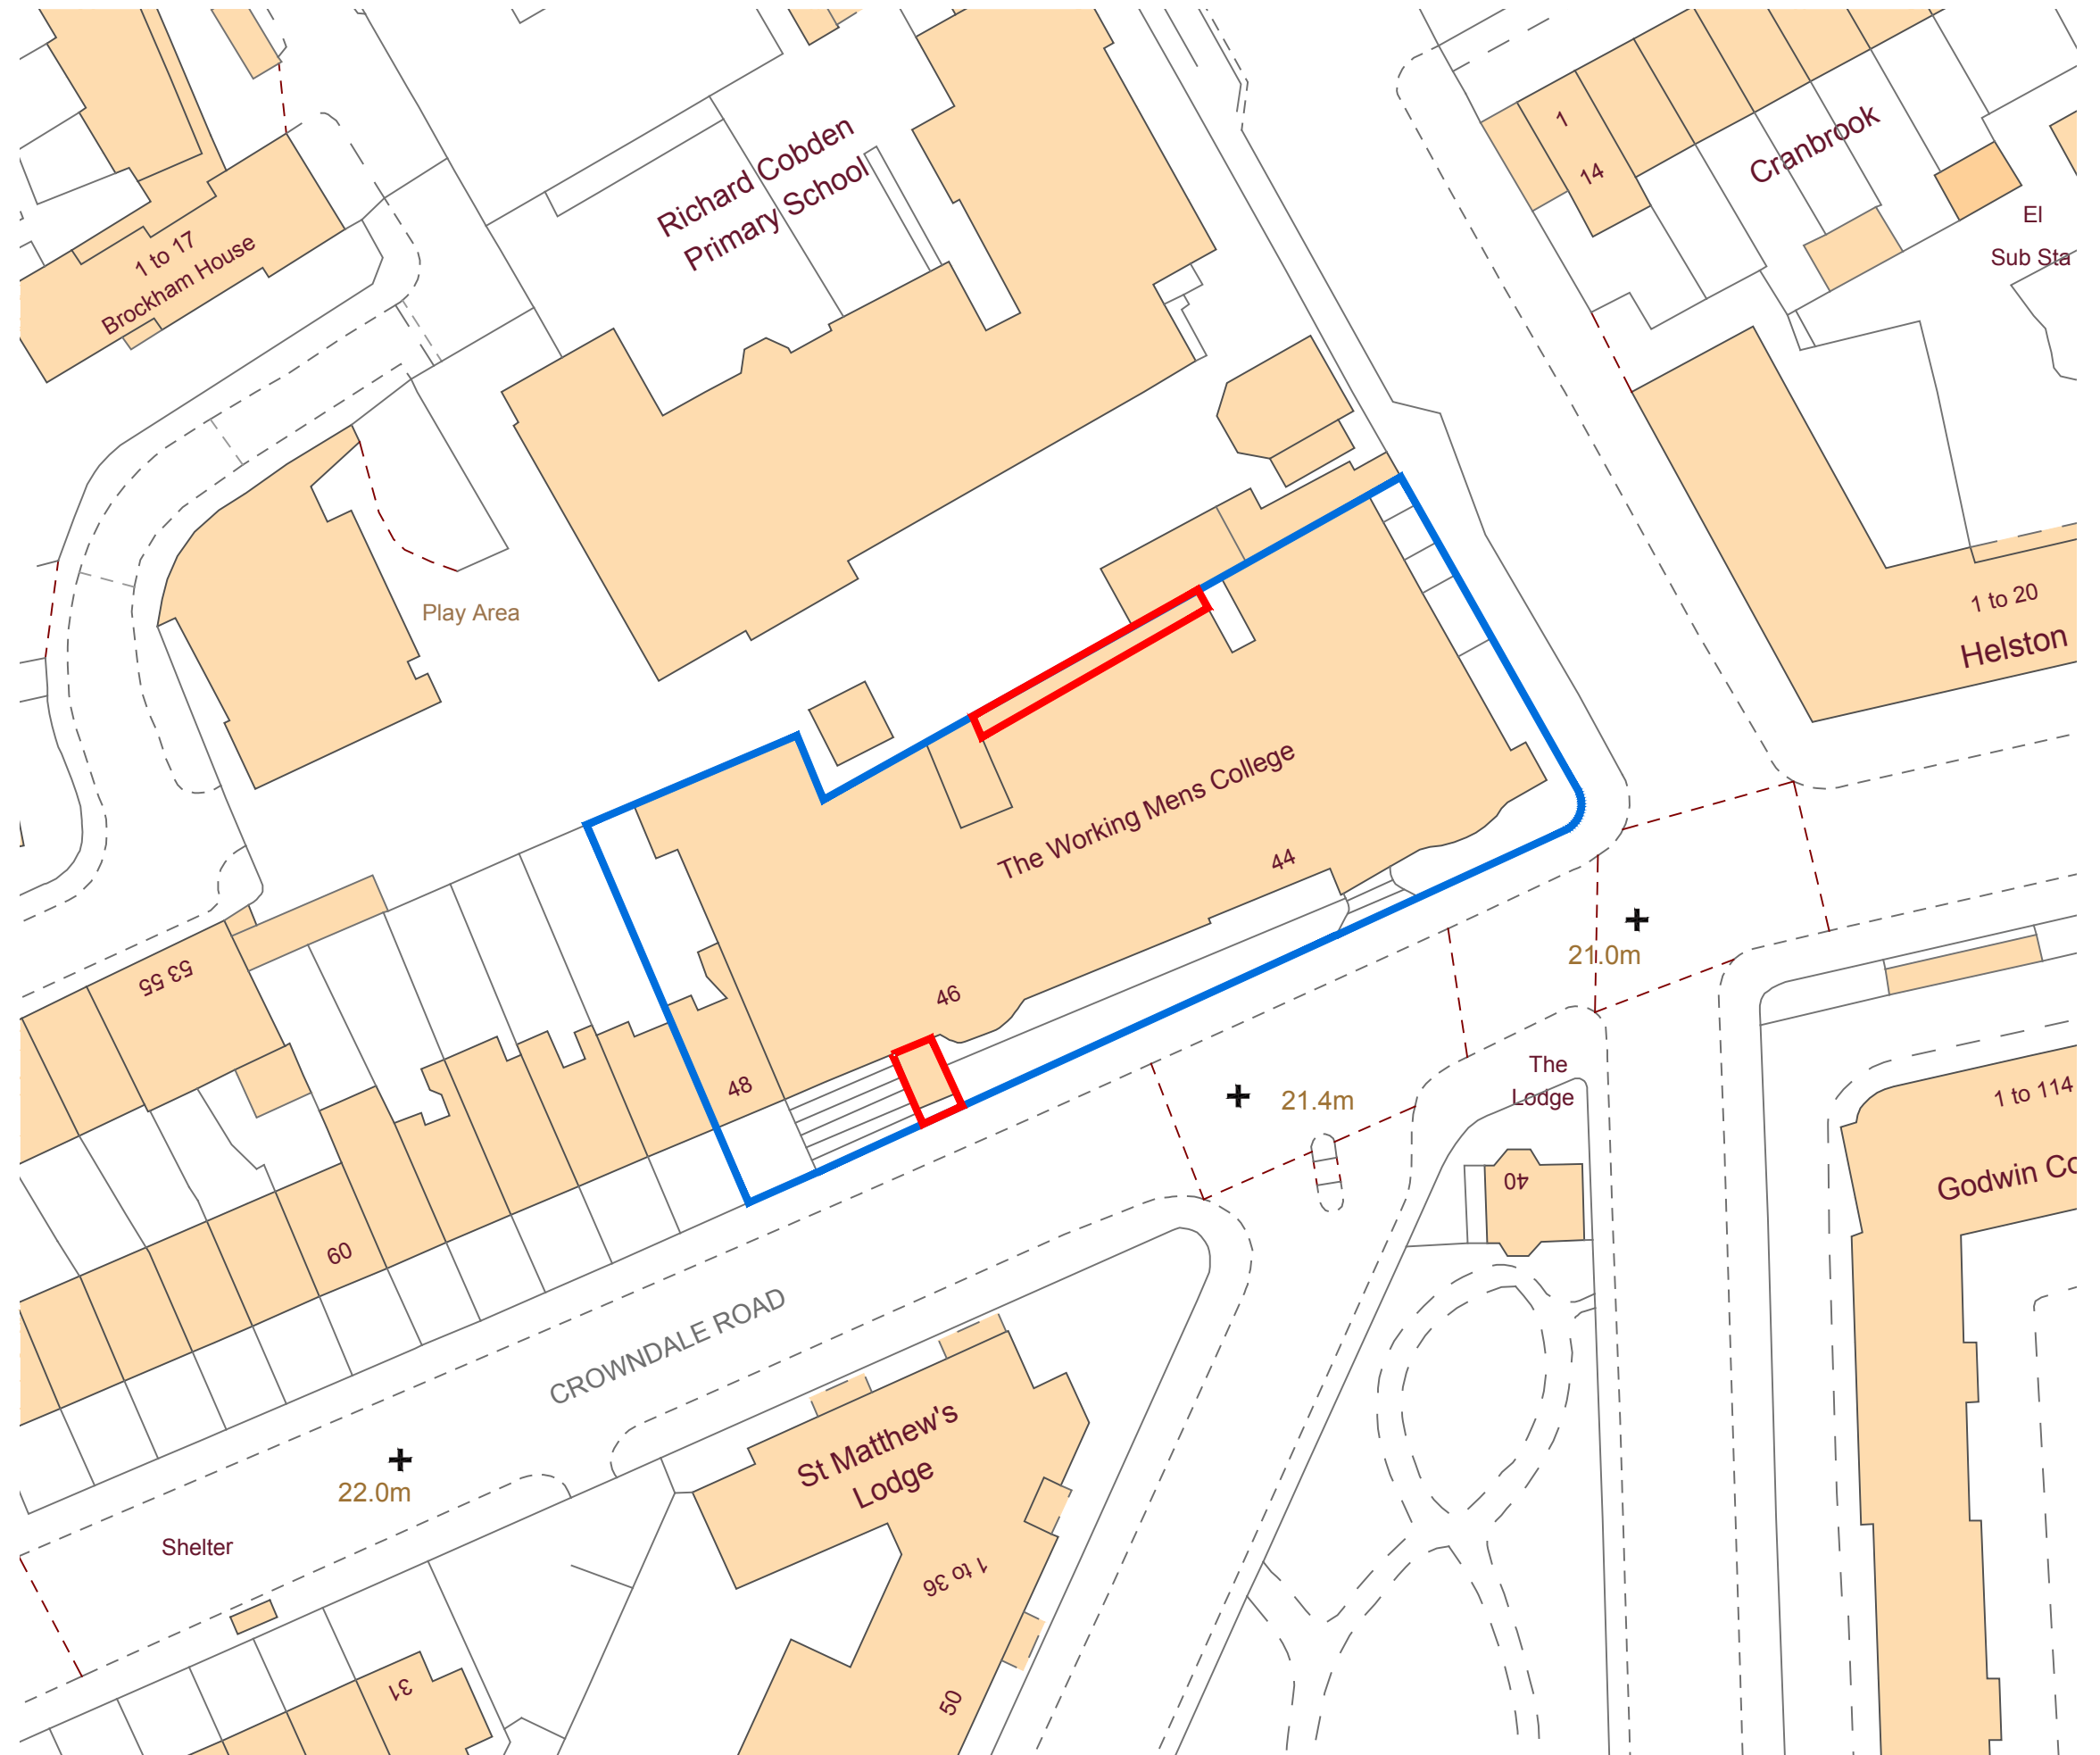 1
14
Cranbrook
El
Sub Sta
Richard Cobden
Primary School
1 to 17
Brockham House
Play Area
1 to 20
Helston
The Working Mens College
44
46
48
53 55
21.0m
The
Lodge
21.4m
40
1 to 114
Godwin Co
60
CROWNDALE ROAD
St Matthew's
Lodge
22.0m
Shelter
1 to 36
31
50